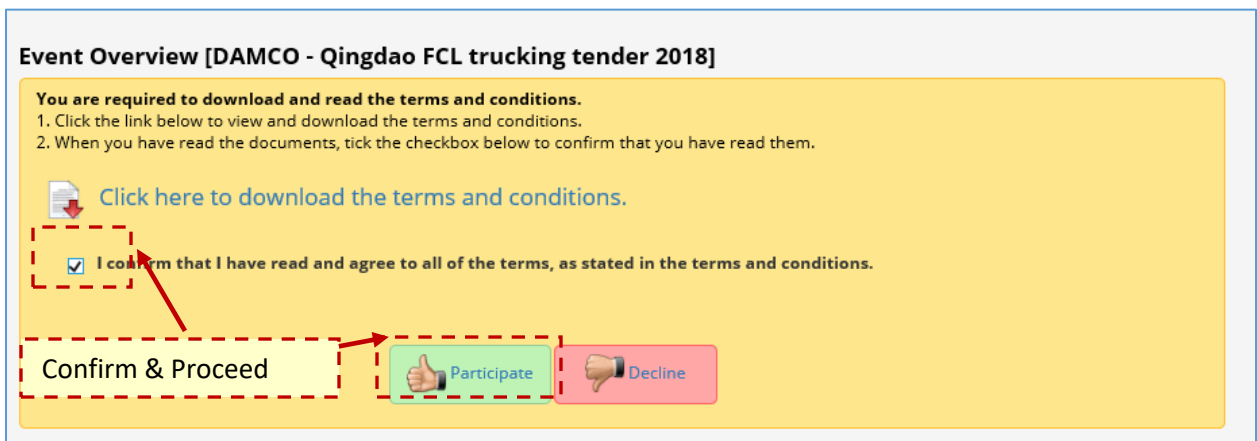 Event Overview [DAMCO - Qingdao FCL trucking tender 2018]
You are required to download and read the terms and conditions.
1. Click the link below to view and download the terms and conditions.
2. When you have read the documents, tick the checkbox below to confirm that you have read them.
Click here to download the terms and conditions.
I confirm that I have read and agree to all of the terms, as stated in the terms and conditions.
Confirm & Proceed
Participate
Decline